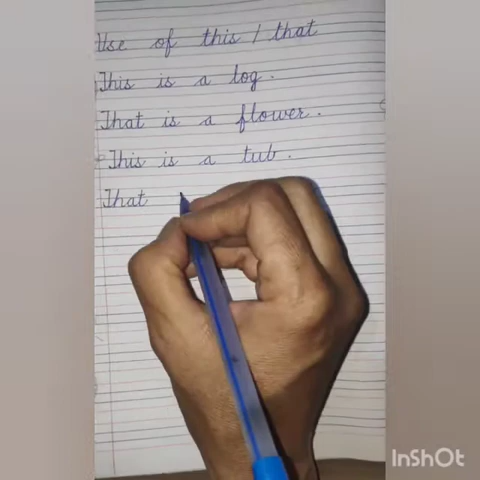 Use of this / that
This is a log.
That is a flower.
This is a tub.
That
InShOt